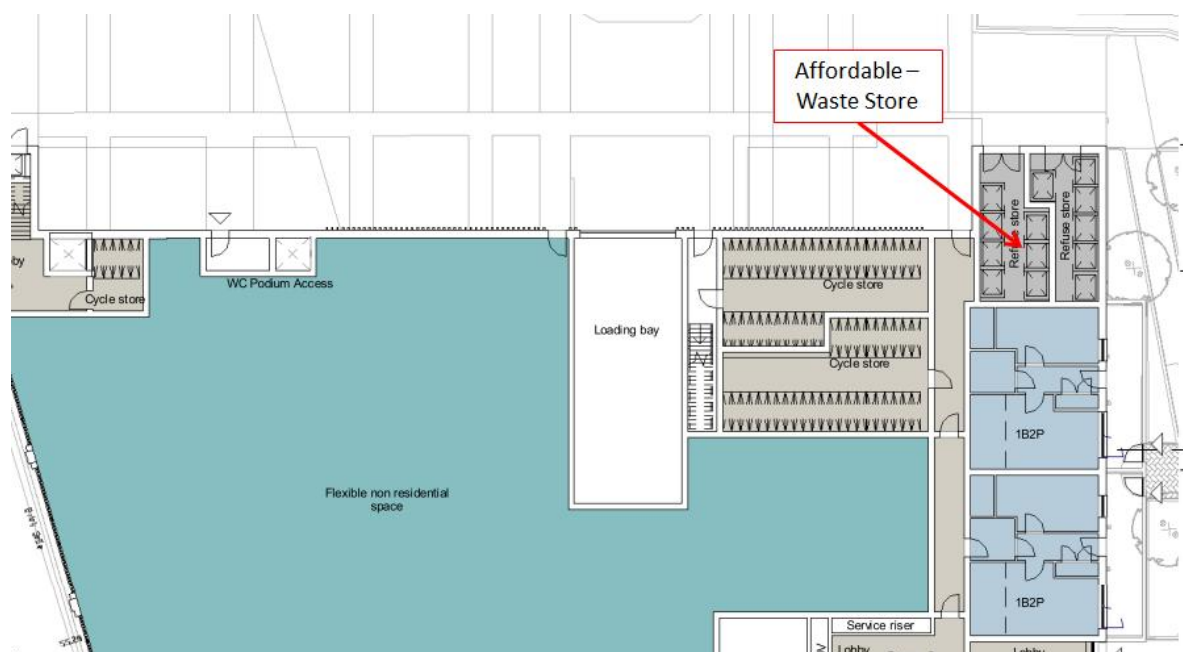 Affordable –
Waste Store
Refuse store
Refuse store
by
Cycle store
WC Podium Access
Cycle store
Loading bay
Cycle store
1B2P
Flexible non residential
space
1B2P
Service riser
Lobby
Lobby